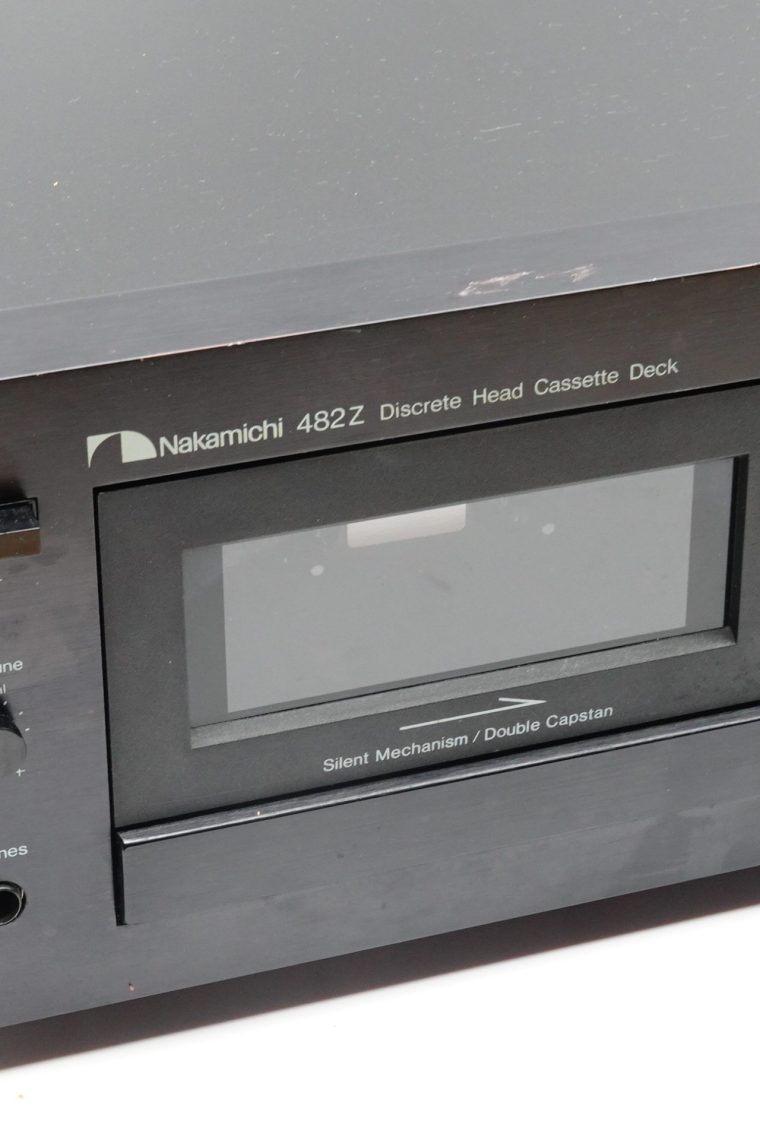 Nakamichi 482Z Discrete Head Cassette Deck
Silent Mechanism / Double Capstan
+